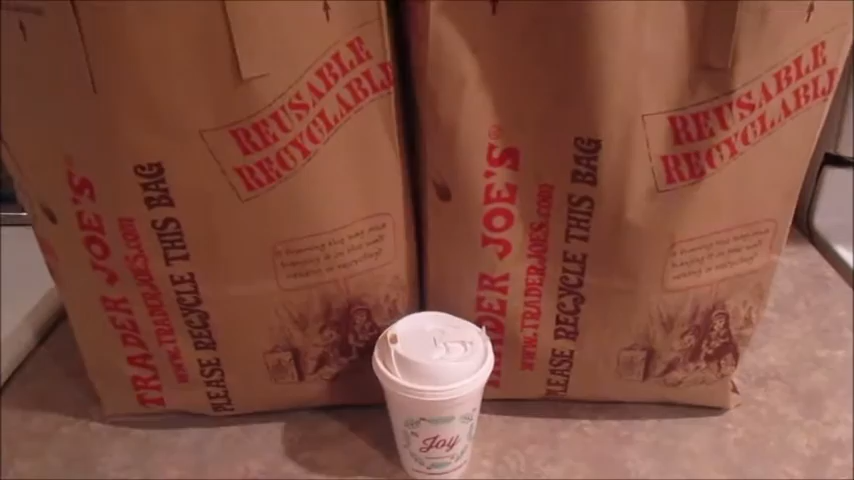 REUSABLE
RECYCLABLE
TRADER JOE'S
www.TRADERJOES.com
PLEASE RECYCLE THIS BAG
REUSABLE
RECYCLABLE
TRADER JOE'S®
www.TRADERJOES.com
PLEASE RECYCLE THIS BAG
Joy